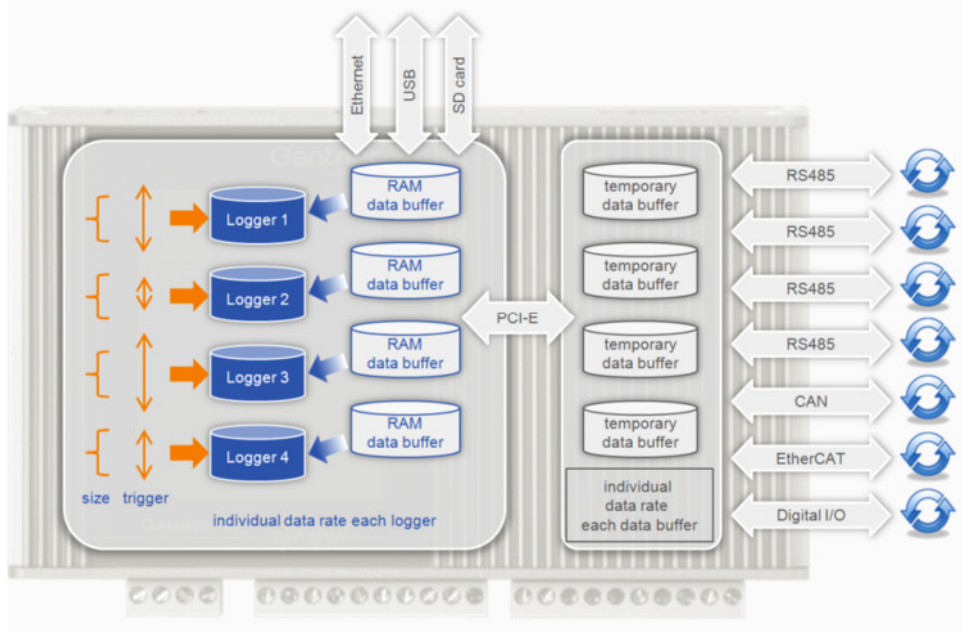 Ethernet
USB
SD card
RAM
data buffer
Logger 1
RAM
data buffer
Logger 2
RAM
data buffer
Logger 3
RAM
data buffer
Logger 4
size
trigger
individual data rate each logger
PCI-E
temporary
data buffer
temporary
data buffer
temporary
data buffer
temporary
data buffer
individual
data rate
each data buffer
RS485
RS485
RS485
RS485
CAN
EtherCAT
Digital I/O